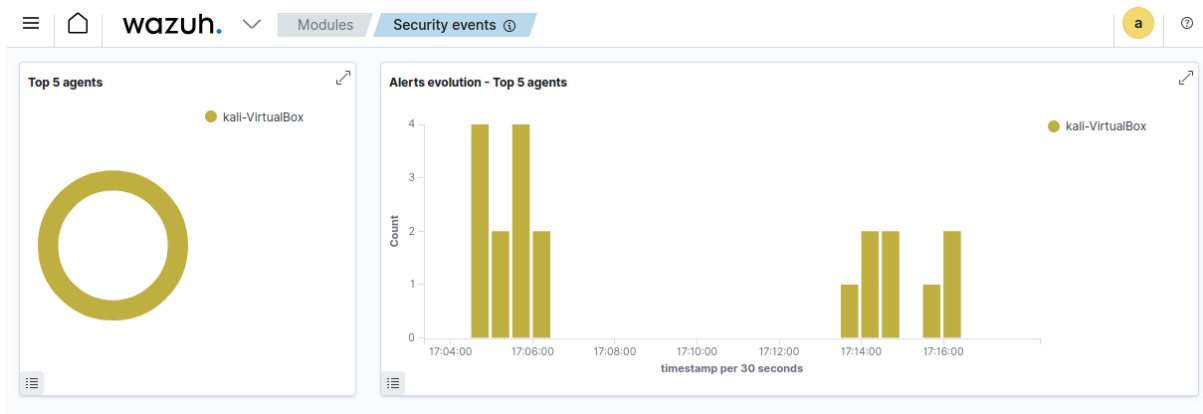 wazuh. Modules Security events a
Top 5 agents
kali-VirtualBox
Alerts evolution - Top 5 agents
kali-VirtualBox
4
3
2
1
0
Count
17:04:00 17:06:00 17:08:00 17:10:00 17:12:00 17:14:00 17:16:00
timestamp per 30 seconds